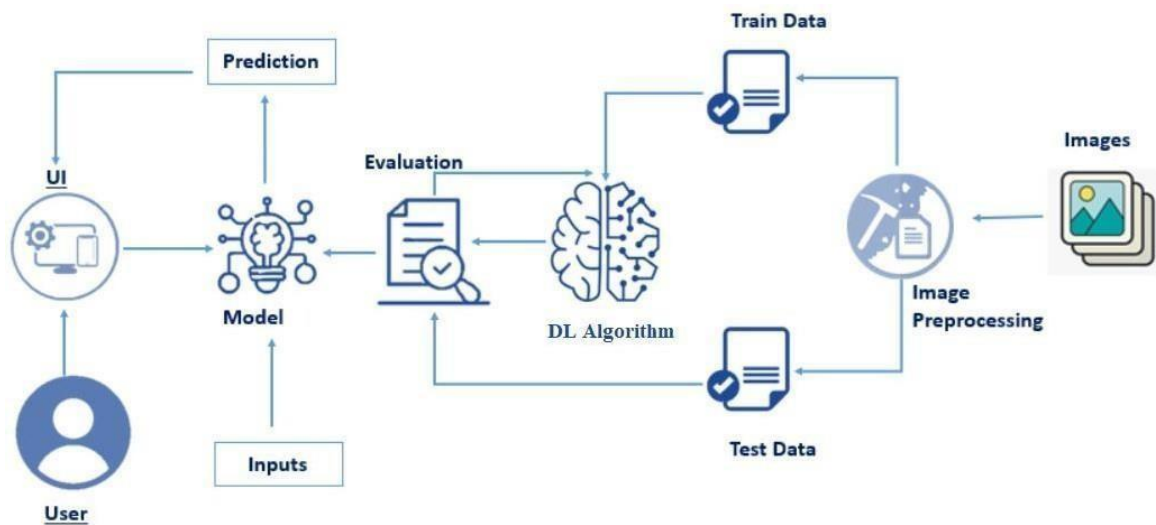 Train Data
Prediction
Images
Evaluation
UI
Image
Preprocessing
Model
DL Algorithm
Test Data
Inputs
User